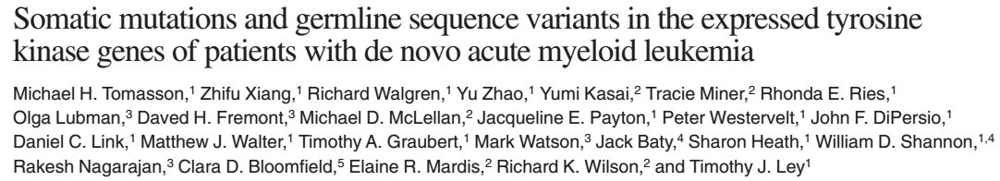 Somatic mutations and germline sequence variants in the expressed tyrosine
kinase genes of patients with de novo acute myeloid leukemia
Michael H. Tomasson,¹ Zhifu Xiang,¹ Richard Walgren,¹ Yu Zhao,¹ Yumi Kasai,² Tracie Miner,² Rhonda E. Ries,¹
Olga Lubman,³ Daved H. Fremont,³ Michael D. McLellan,² Jacqueline E. Payton,¹ Peter Westervelt,¹ John F. DiPersio,¹
Daniel C. Link,¹ Matthew J. Walter,¹ Timothy A. Graubert,¹ Mark Watson,³ Jack Baty,⁴ Sharon Heath,¹ William D. Shannon,¹,⁴
Rakesh Nagarajan,³ Clara D. Bloomfield,⁵ Elaine R. Mardis,² Richard K. Wilson,² and Timothy J. Ley¹